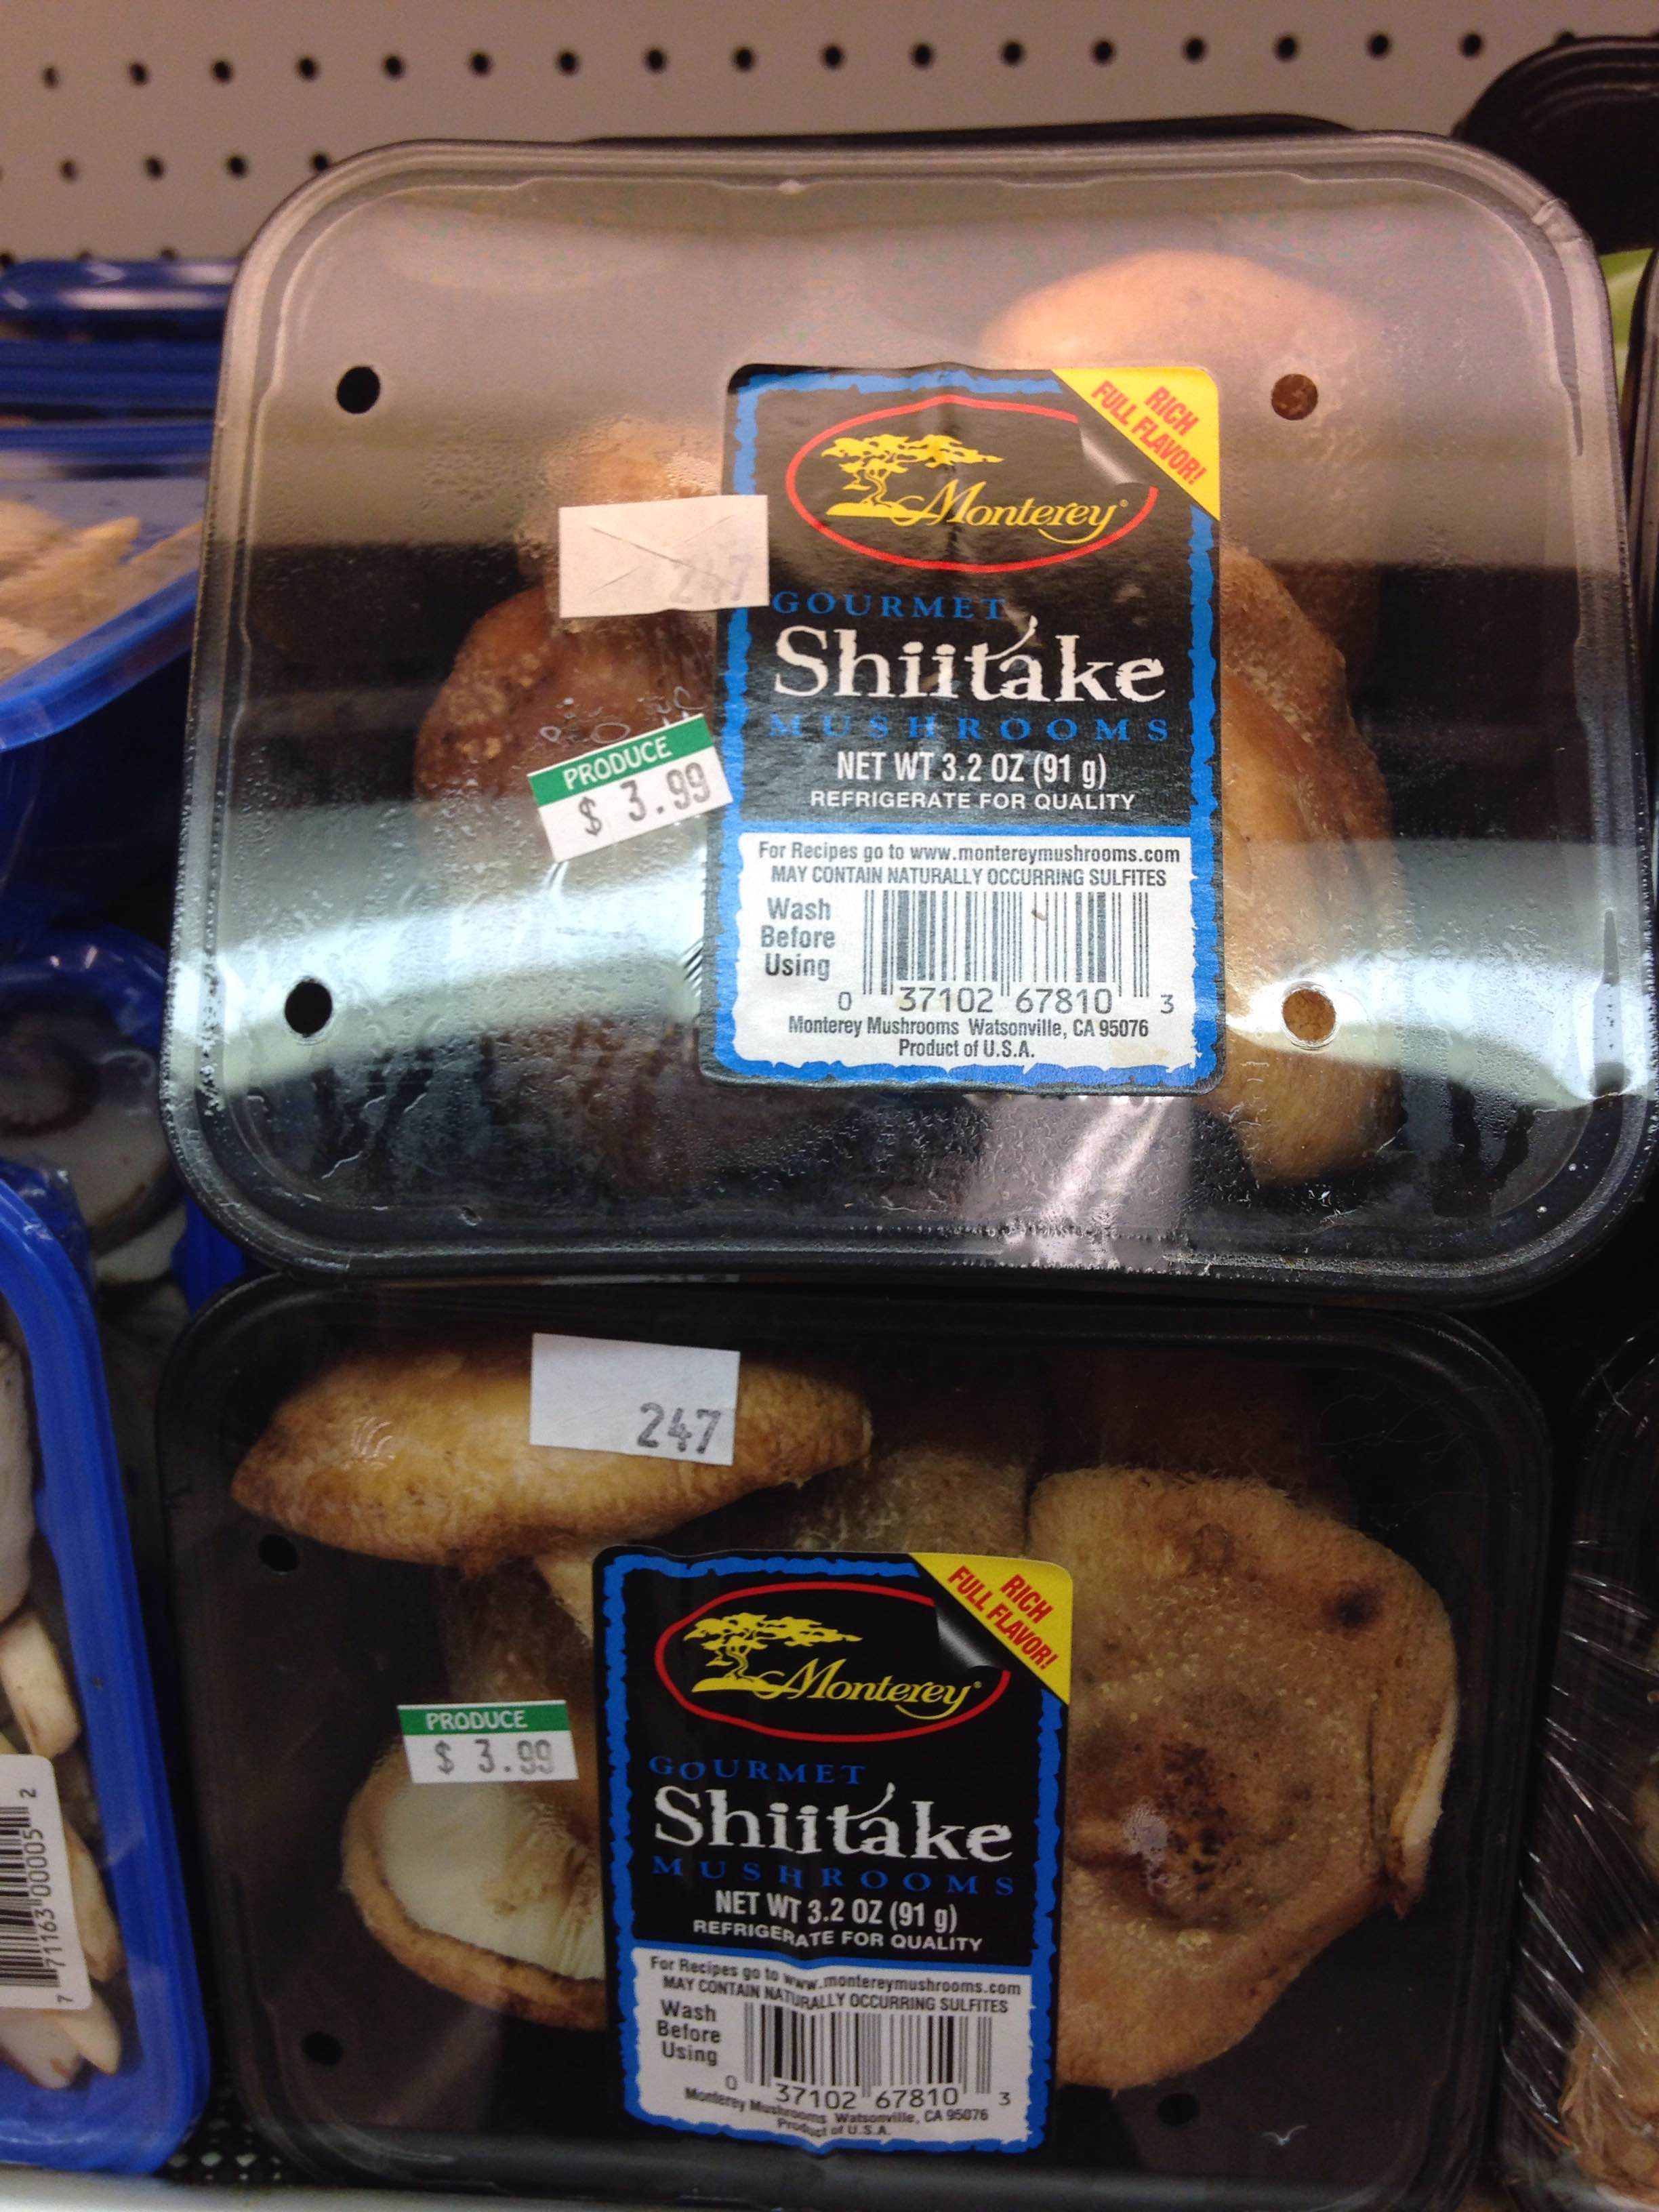 RICH
FULL FLAVOR!
Monterey®
247
GOURMET
Shiitake
MUSHROOMS
PRODUCE
$ 3.99
NET WT 3.2 OZ (91 g)
REFRIGERATE FOR QUALITY
For Recipes go to www.montereymushrooms.com
MAY CONTAIN NATURALLY OCCURRING SULFITES
Wash
Before
Using
0 37102 67810 3
Monterey Mushrooms Watsonville, CA 95076
Product of U.S.A.
247
RICH
FULL FLAVOR!
Monterey®
PRODUCE
$ 3.99
GOURMET
Shiitake
MUSHROOMS
NET WT 3.2 OZ (91 g)
REFRIGERATE FOR QUALITY
For Recipes go to www.montereymushrooms.com
MAY CONTAIN NATURALLY OCCURRING SULFITES
Wash
Before
Using
0 37102 67810 3
Monterey Mushrooms Watsonville, CA 95076
Product of U.S.A.
7 71163 00005 2